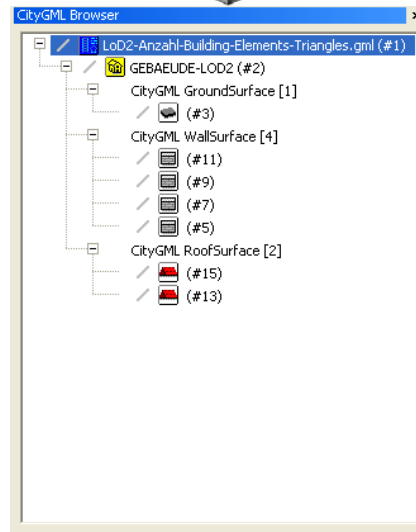 CityGML Browser
LoD2-Anzahl-Building-Elements-Triangles.gml (#1)
GEBAEUDE-LOD2 (#2)
CityGML GroundSurface [1]
(#3)
CityGML WallSurface [4]
(#11)
(#9)
(#7)
(#5)
CityGML RoofSurface [2]
(#15)
(#13)